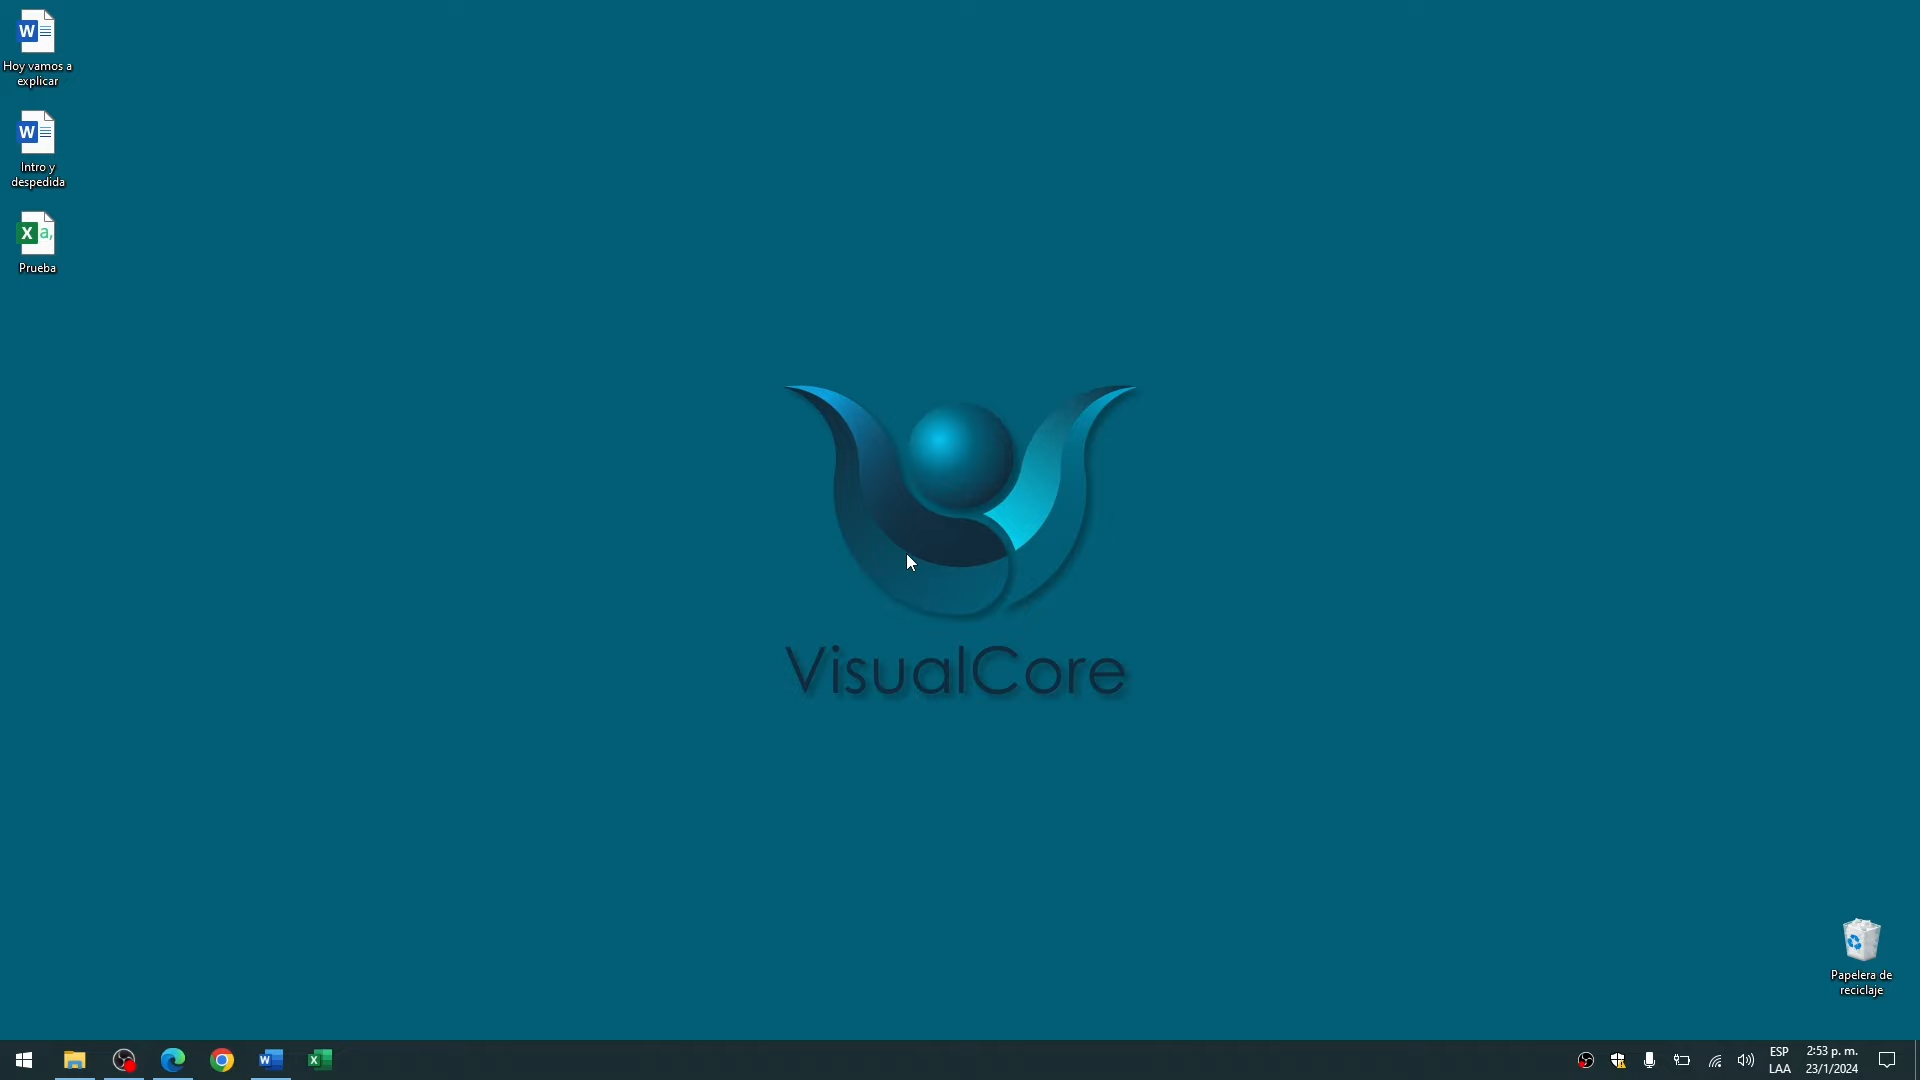 Hoy vamos a
explicar
Intro y
despedida
Prueba
VisualCore
Papelera de
reciclaje
ESP
LAA
2:53 p. m.
23/1/2024